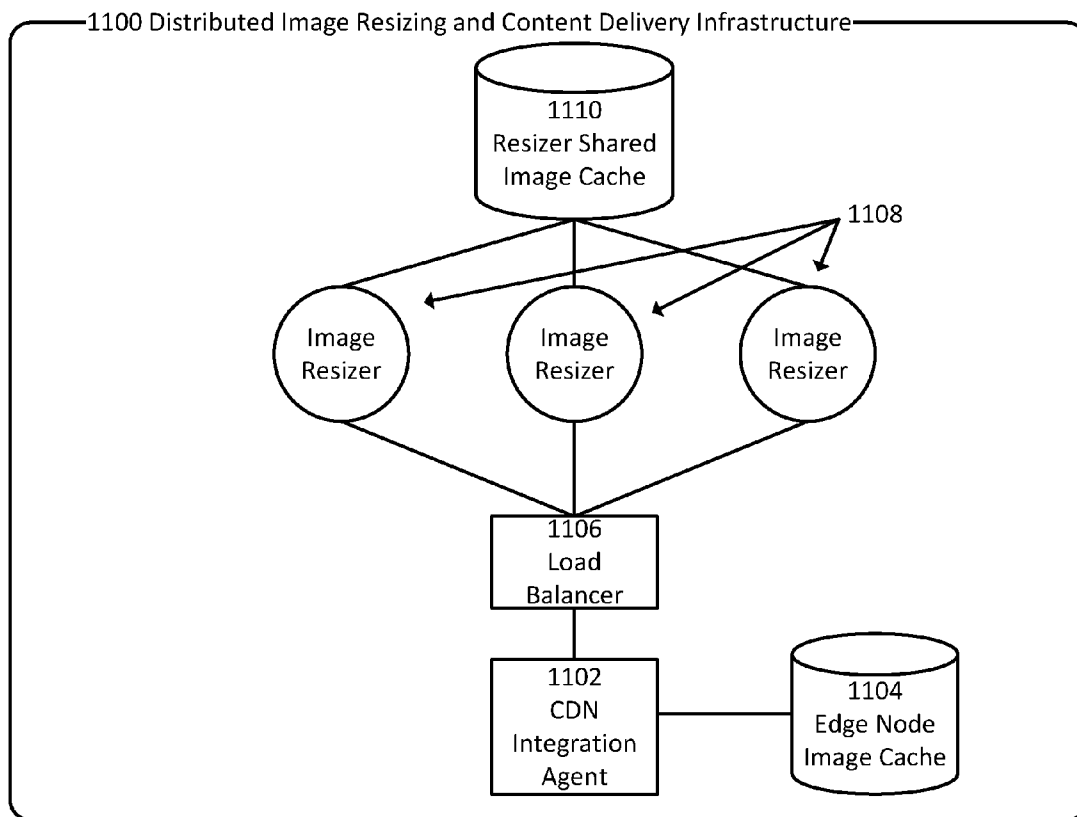 1100 Distributed Image Resizing and Content Delivery Infrastructure
1110
Resizer Shared
Image Cache
1108
Image
Resizer
Image
Resizer
Image
Resizer
1106
Load
Balancer
1102
CDN
Integration
Agent
1104
Edge Node
Image Cache